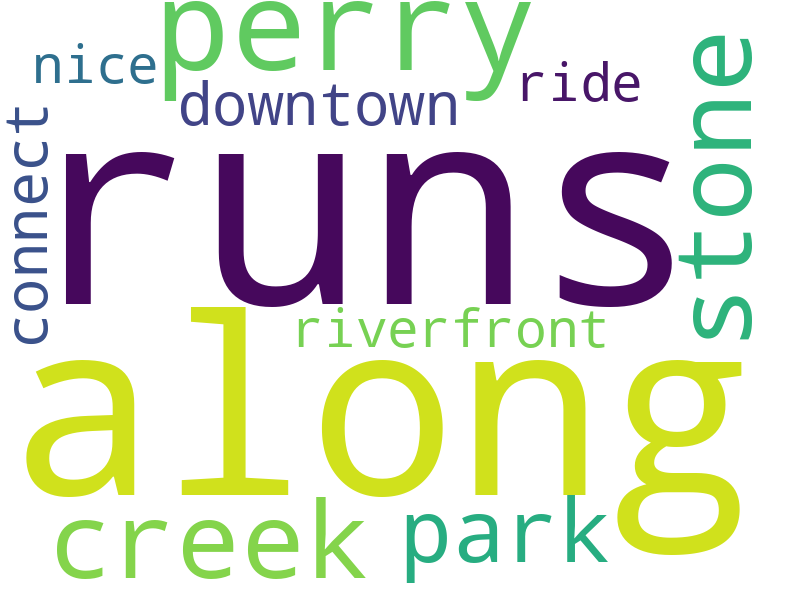 perry
nice
ride
downtown
stone
connect
runs
riverfront
along
creek
park